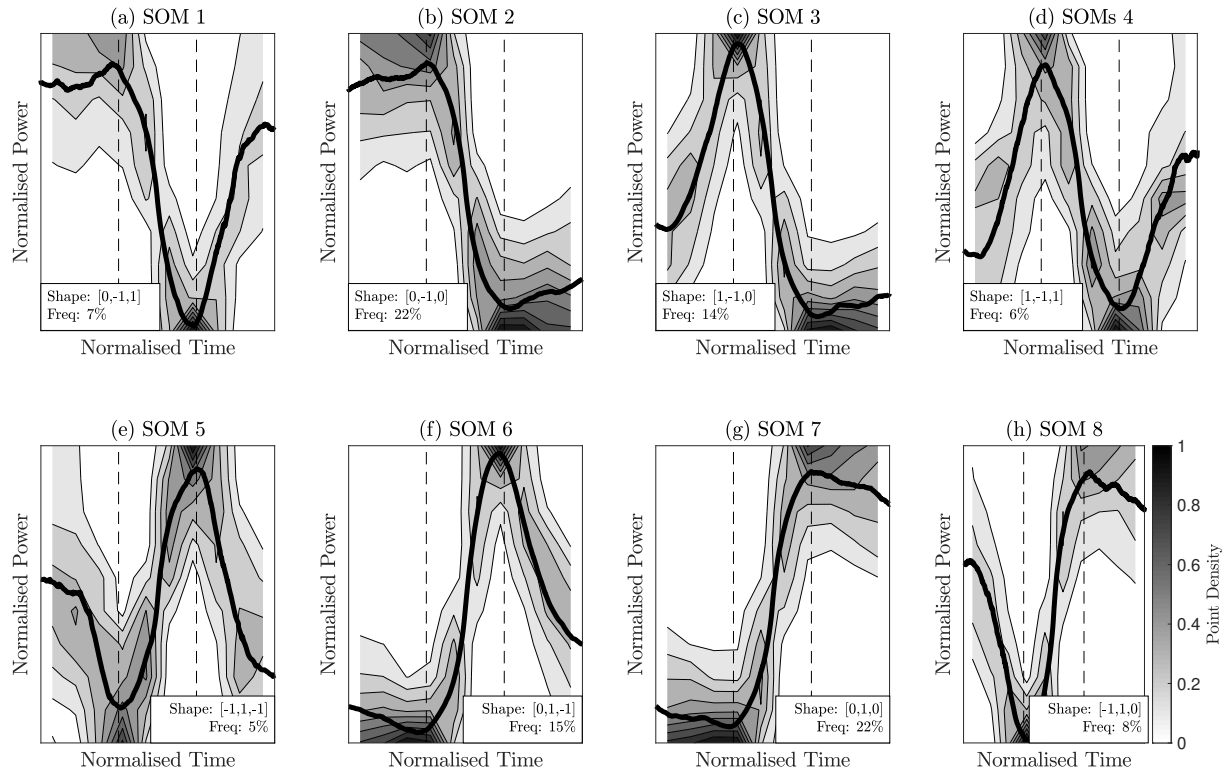 (a) SOM 1
(b) SOM 2
(c) SOM 3
(d) SOMs 4
Normalised Power
Shape: [0,-1,1]
Freq: 7%
Normalised Time
Normalised Power
Shape: [0,-1,0]
Freq: 22%
Normalised Time
Normalised Power
Shape: [1,-1,0]
Freq: 14%
Normalised Time
Normalised Power
Shape: [1,-1,1]
Freq: 6%
Normalised Time
(e) SOM 5
(f) SOM 6
(g) SOM 7
(h) SOM 8
Normalised Power
Shape: [-1,1,-1]
Freq: 5%
Normalised Time
Normalised Power
Shape: [0,1,-1]
Freq: 15%
Normalised Time
Normalised Power
Shape: [0,1,0]
Freq: 22%
Normalised Time
Normalised Power
Shape: [-1,1,0]
Freq: 8%
Normalised Time
1
0.8
0.6
0.4
0.2
0
Point Density